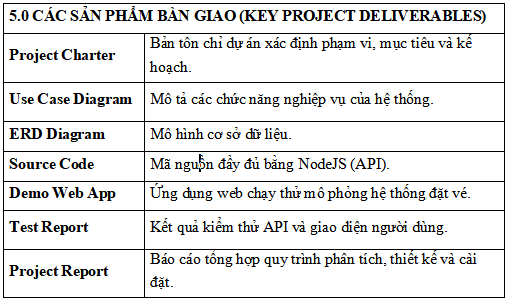 5.0 CÁC SẢN PHẨM BÀN GIAO (KEY PROJECT DELIVERABLES)
Project Charter
Bản tôn chỉ dự án xác định phạm vi, mục tiêu và kế
hoạch.
Use Case Diagram
Mô tả các chức năng nghiệp vụ của hệ thống.
ERD Diagram
Mô hình cơ sở dữ liệu.
Source Code
Mã nguồn đầy đủ bằng NodeJS (API).
Demo Web App
Ứng dụng web chạy thử mô phỏng hệ thống đặt vé.
Test Report
Kết quả kiểm thử API và giao diện người dùng.
Project Report
Báo cáo tổng hợp quy trình phân tích, thiết kế và cài
đặt.